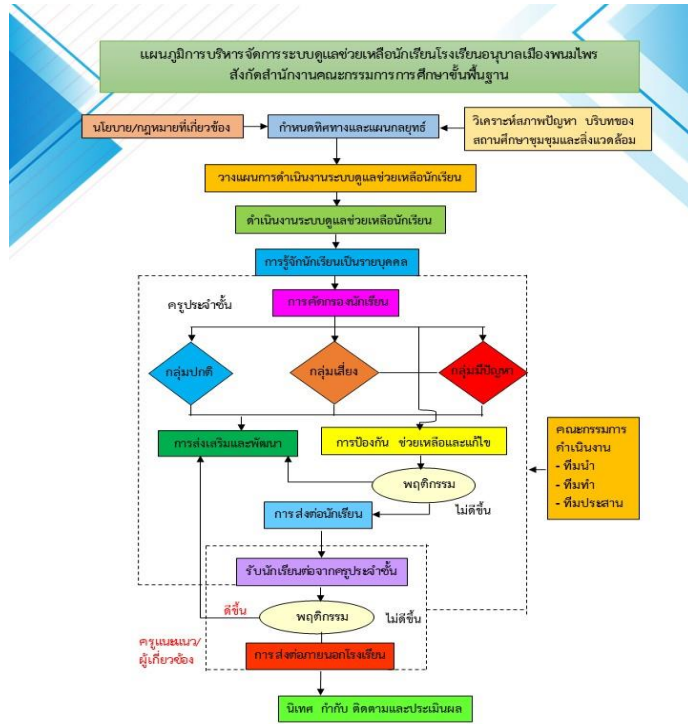 แผนภูมิการบริหารจัดการระบบดูแลช่วยเหลือนักเรียนโรงเรียนอนุบาลเมืองพนมไพร
สังกัดสำนักงานคณะกรรมการการศึกษาขั้นพื้นฐาน
นโยบาย/กฎหมายที่เกี่ยวข้อง
กำหนดทิศทางและแผนกลยุทธ์
วิเคราะห์สภาพปัญหา บริบทของ
สถานศึกษาชุมชุมและสิ่งแวดล้อม
วางแผนการดำเนินงานระบบดูแลช่วยเหลือนักเรียน
ดำเนินงานระบบดูแลช่วยเหลือนักเรียน
การรู้จักนักเรียนเป็นรายบุคคล
ครูประจำชั้น
การคัดกรองนักเรียน
กลุ่มปกติ
กลุ่มเสี่ยง
กลุ่มมีปัญหา
การส่งเสริมและพัฒนา
การป้องกัน ช่วยเหลือและแก้ไข
คณะกรรมการ
ดำเนินงาน
- ทีมนำ
- ทีมทำ
- ทีมประสาน
พฤติกรรม
ไม่ดีขึ้น
การส่งต่อนักเรียน
รับนักเรียนต่อจากครูประจำชั้น
ดีขึ้น
พฤติกรรม
ไม่ดีขึ้น
ครูแนะแนว/
ผู้เกี่ยวข้อง
การส่งต่อภายนอกโรงเรียน
นิเทศ กำกับ ติดตามและประเมินผล